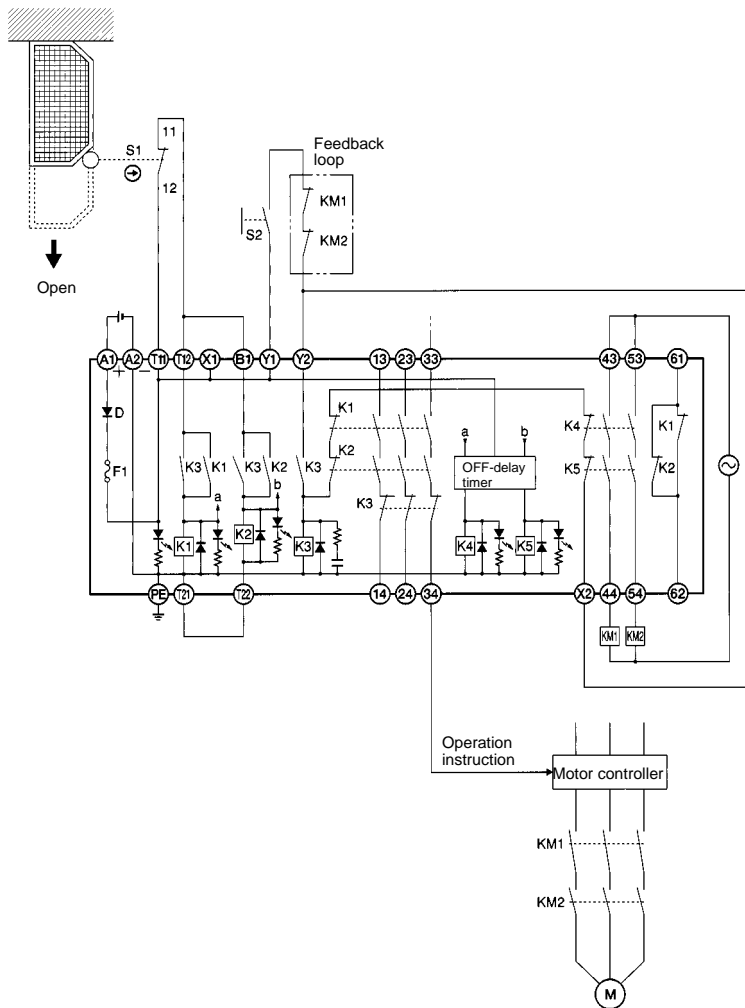 11
S1
12
Feedback
loop
KM1
KM2
S2
Open
A1
A2
T11
T12
X1
B1
Y1
Y2
13
23
33
43
53
61
+
−
D
F1
K3
K1
a
K3
K2
b
K3
K1
K2
K3
a
b
OFF-delay
timer
K4
K5
K1
K2
K1
K2
K3
K4
K5
PE
T21
T22
14
24
34
X2
44
54
62
KM1
KM2
Operation
instruction
Motor controller
KM1
KM2
M